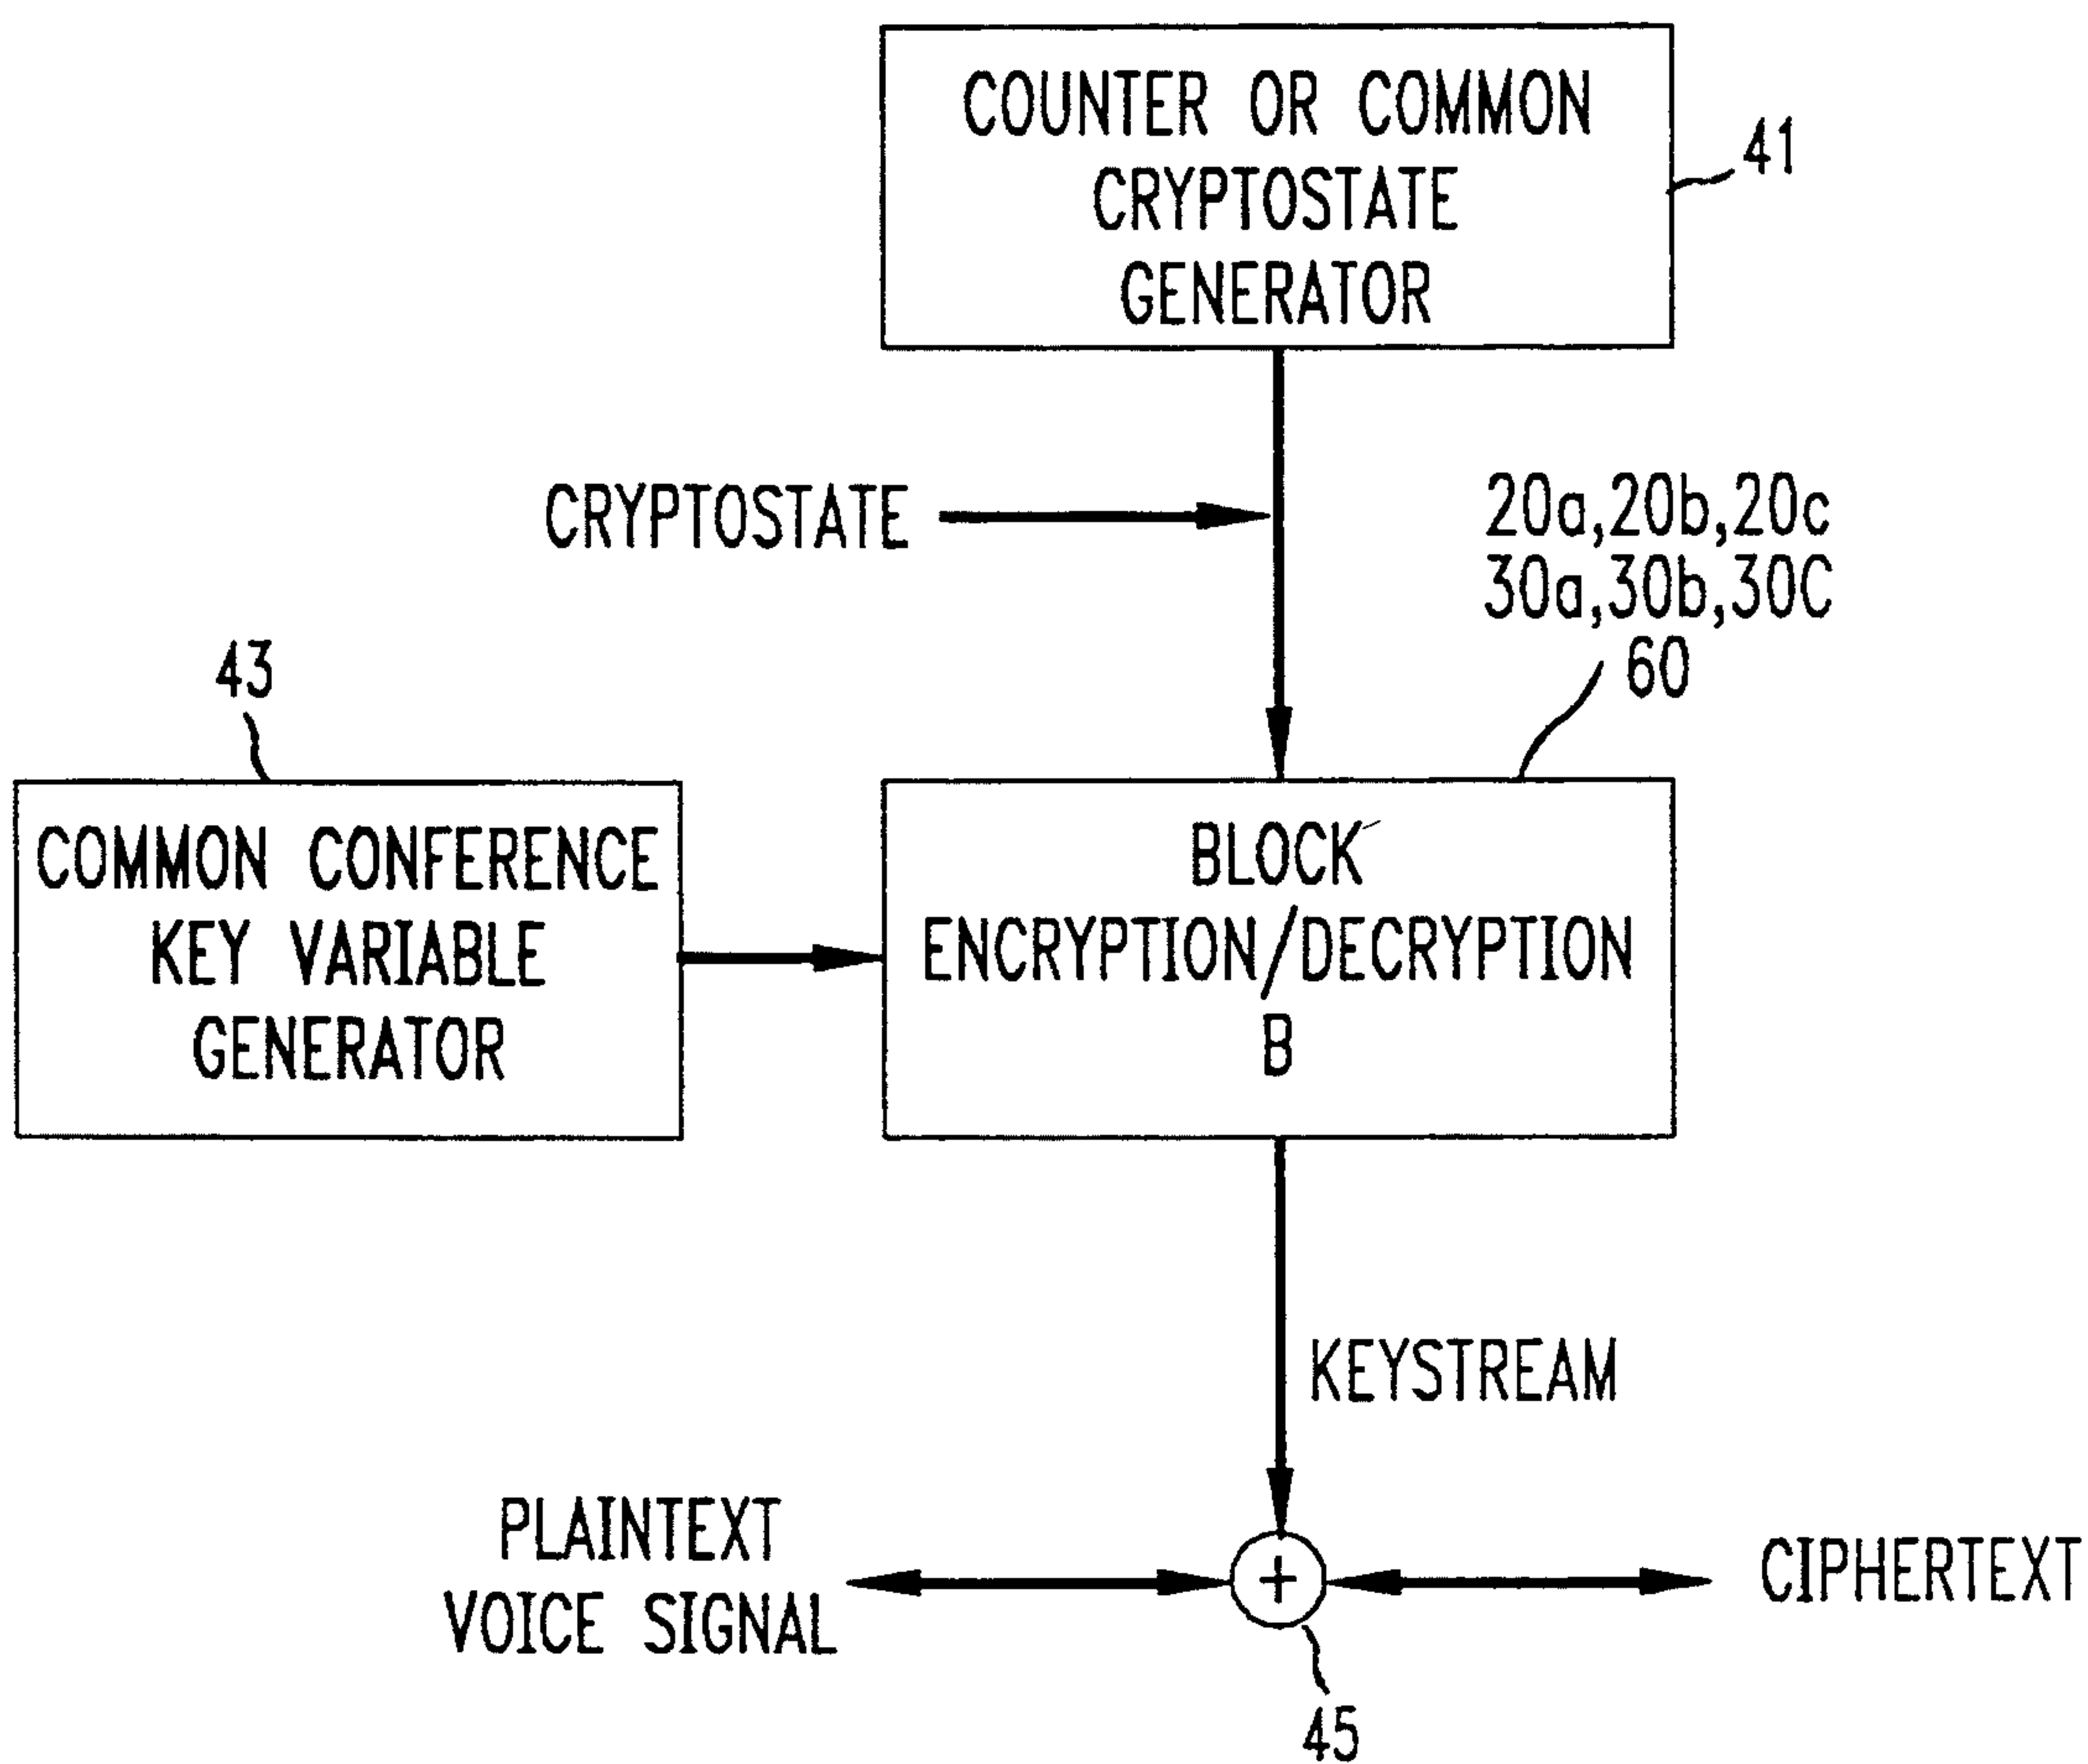 COUNTER OR COMMON
CRYPTOSTATE
GENERATOR
41
CRYPTOSTATE
20a,20b,20c
30a,30b,30C
60
43
COMMON CONFERENCE
KEY VARIABLE
GENERATOR
BLOCK
ENCRYPTION/DECRYPTION
B
KEYSTREAM
PLAINTEXT
VOICE SIGNAL
+
CIPHERTEXT
45